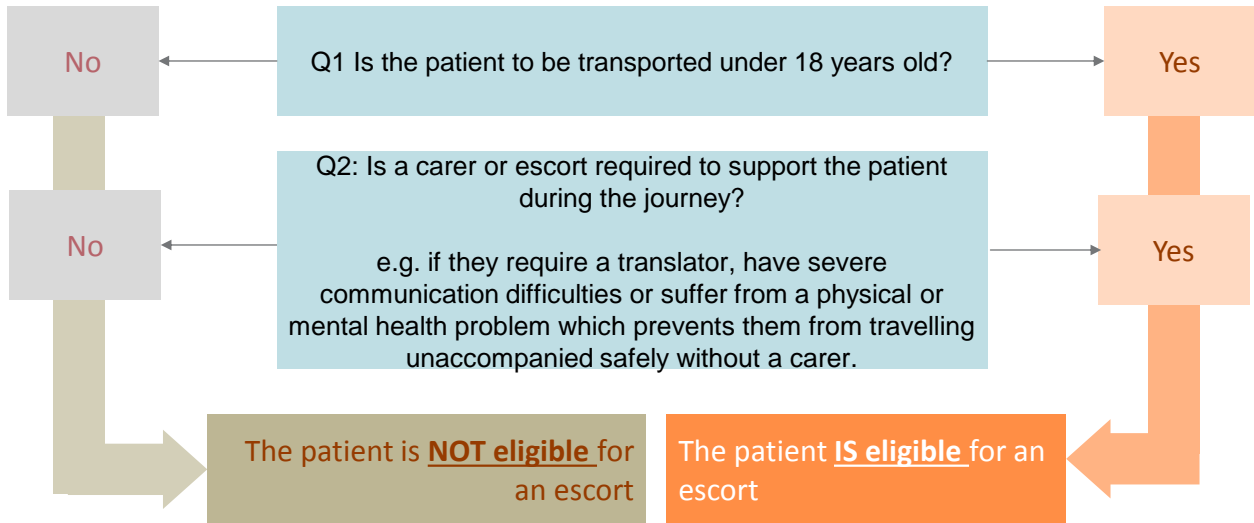 No
Q1 Is the patient to be transported under 18 years old?
Yes
Q2: Is a carer or escort required to support the patient
during the journey?
No
Yes
e.g. if they require a translator, have severe
communication difficulties or suffer from a physical or
mental health problem which prevents them from travelling
unaccompanied safely without a carer.
The patient is NOT eligible for
an escort
The patient IS eligible for an
escort